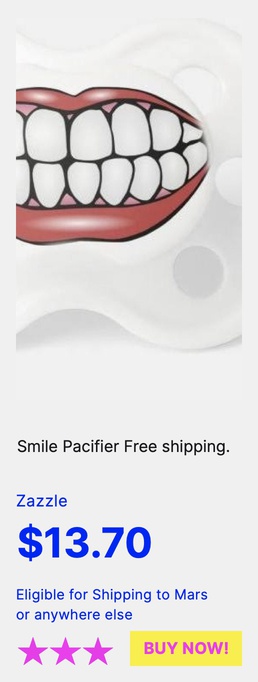 Smile Pacifier Free shipping.
Zazzle
$13.70
Eligible for Shipping to Mars
or anywhere else
BUY NOW!